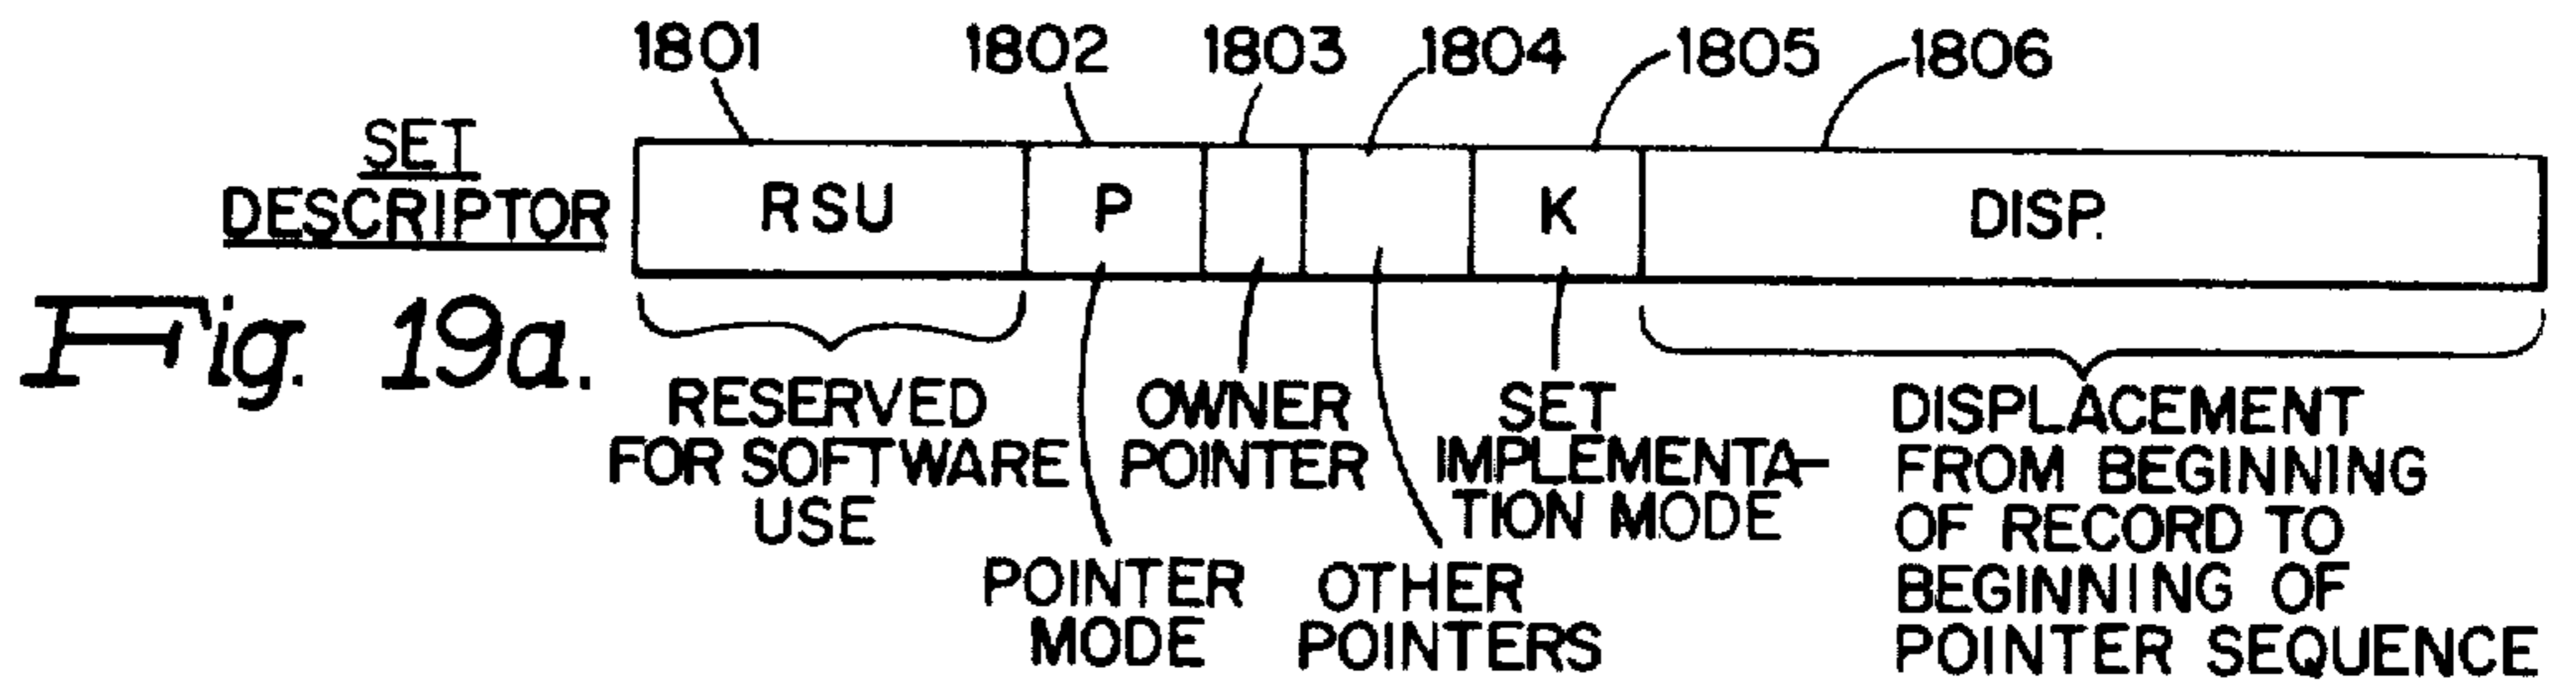 1801 1802 1803 1804 1805 1806
SET
DESCRIPTOR
RSU P K DISP.
Fig. 19a.
RESERVED
FOR SOFTWARE
USE
POINTER
MODE
OWNER
POINTER
OTHER
POINTERS
SET
IMPLEMENTA-
TION MODE
DISPLACEMENT
FROM BEGINNING
OF RECORD TO
BEGINNING OF
POINTER SEQUENCE